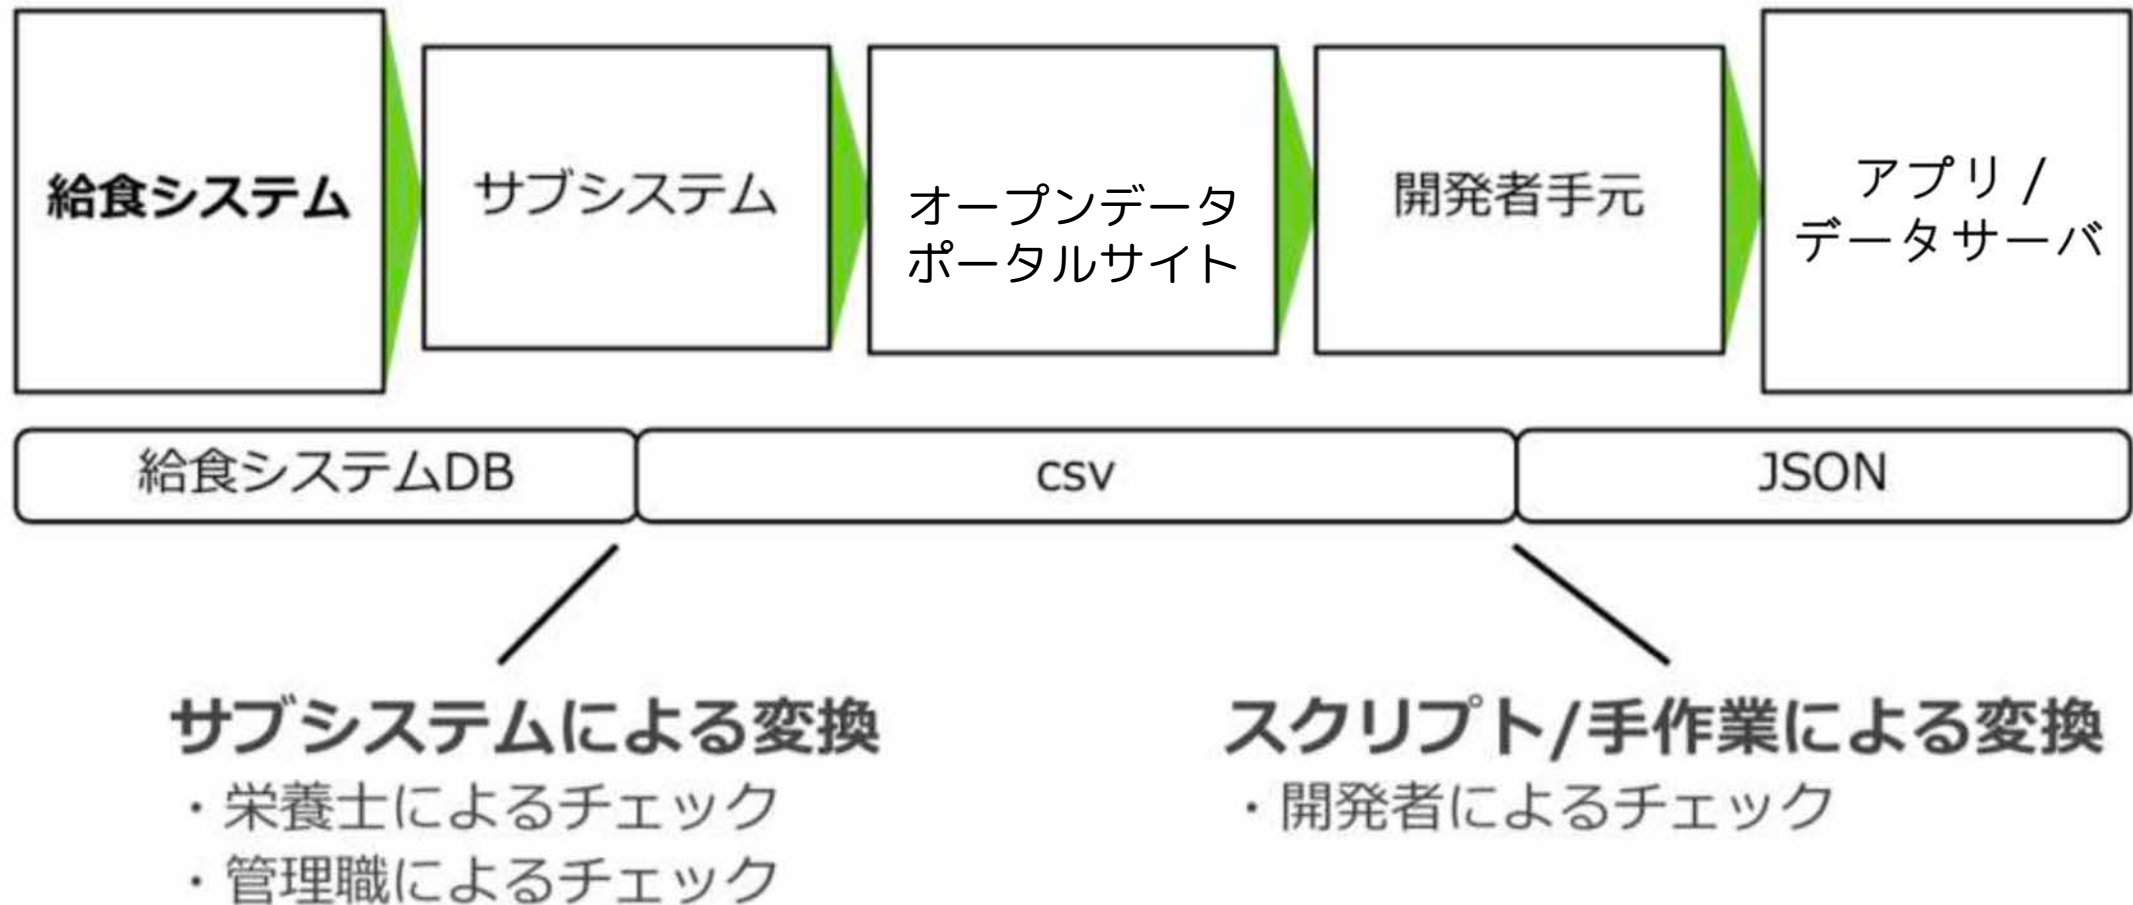 給食システム
サブシステム
オープンデータ
ポータルサイト
開発者手元
アプリ /
データサーバ
給食システムDB
csv
JSON
サブシステムによる変換
・栄養士によるチェック
・管理職によるチェック
スクリプト/手作業による変換
・開発者によるチェック